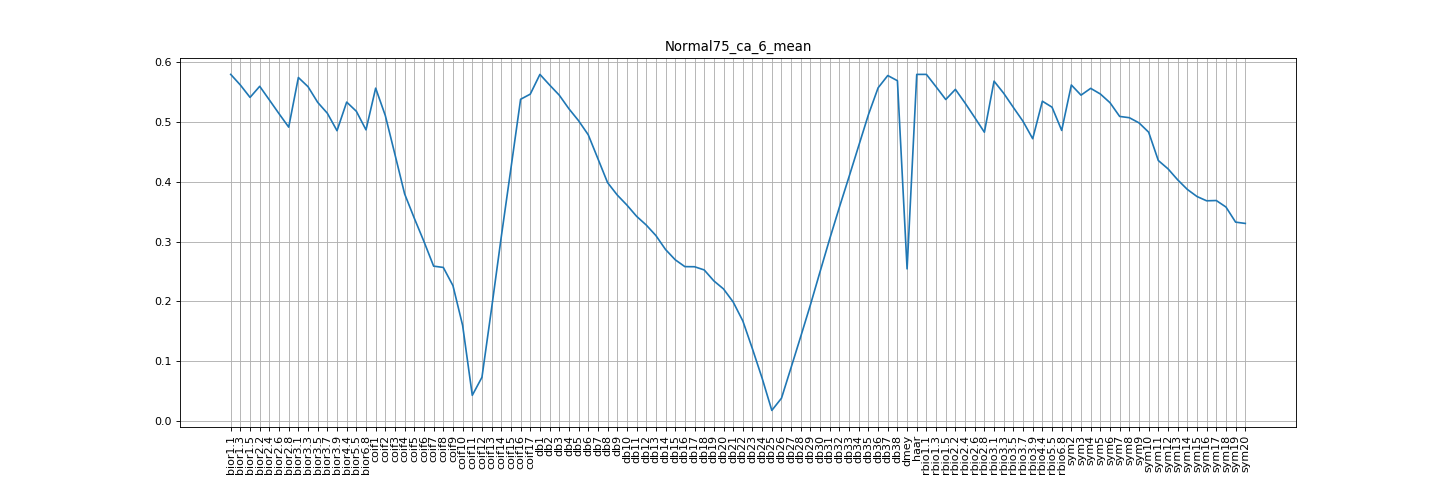 Normal75_ca_6_mean
0.6
0.5
0.4
0.3
0.2
0.1
0.0
bior1.1
bior1.3
bior1.5
bior2.2
bior2.4
bior2.6
bior2.8
bior3.1
bior3.3
bior3.5
bior3.7
bior3.9
bior4.4
bior5.5
bior6.8
coif1
coif2
coif3
coif4
coif5
coif6
coif7
coif8
coif9
coif10
coif11
coif12
coif13
coif14
coif15
coif16
coif17
db1
db2
db3
db4
db5
db6
db7
db8
db9
db10
db11
db12
db13
db14
db15
db16
db17
db18
db19
db20
db21
db22
db23
db24
db25
db26
db27
db28
db29
db30
db31
db32
db33
db34
db35
db36
db37
db38
dmey
haar
rbio1.1
rbio1.3
rbio1.5
rbio2.2
rbio2.4
rbio2.6
rbio2.8
rbio3.1
rbio3.3
rbio3.5
rbio3.7
rbio3.9
rbio4.4
rbio5.5
rbio6.8
sym2
sym3
sym4
sym5
sym6
sym7
sym8
sym9
sym10
sym11
sym12
sym13
sym14
sym15
sym16
sym17
sym18
sym19
sym20